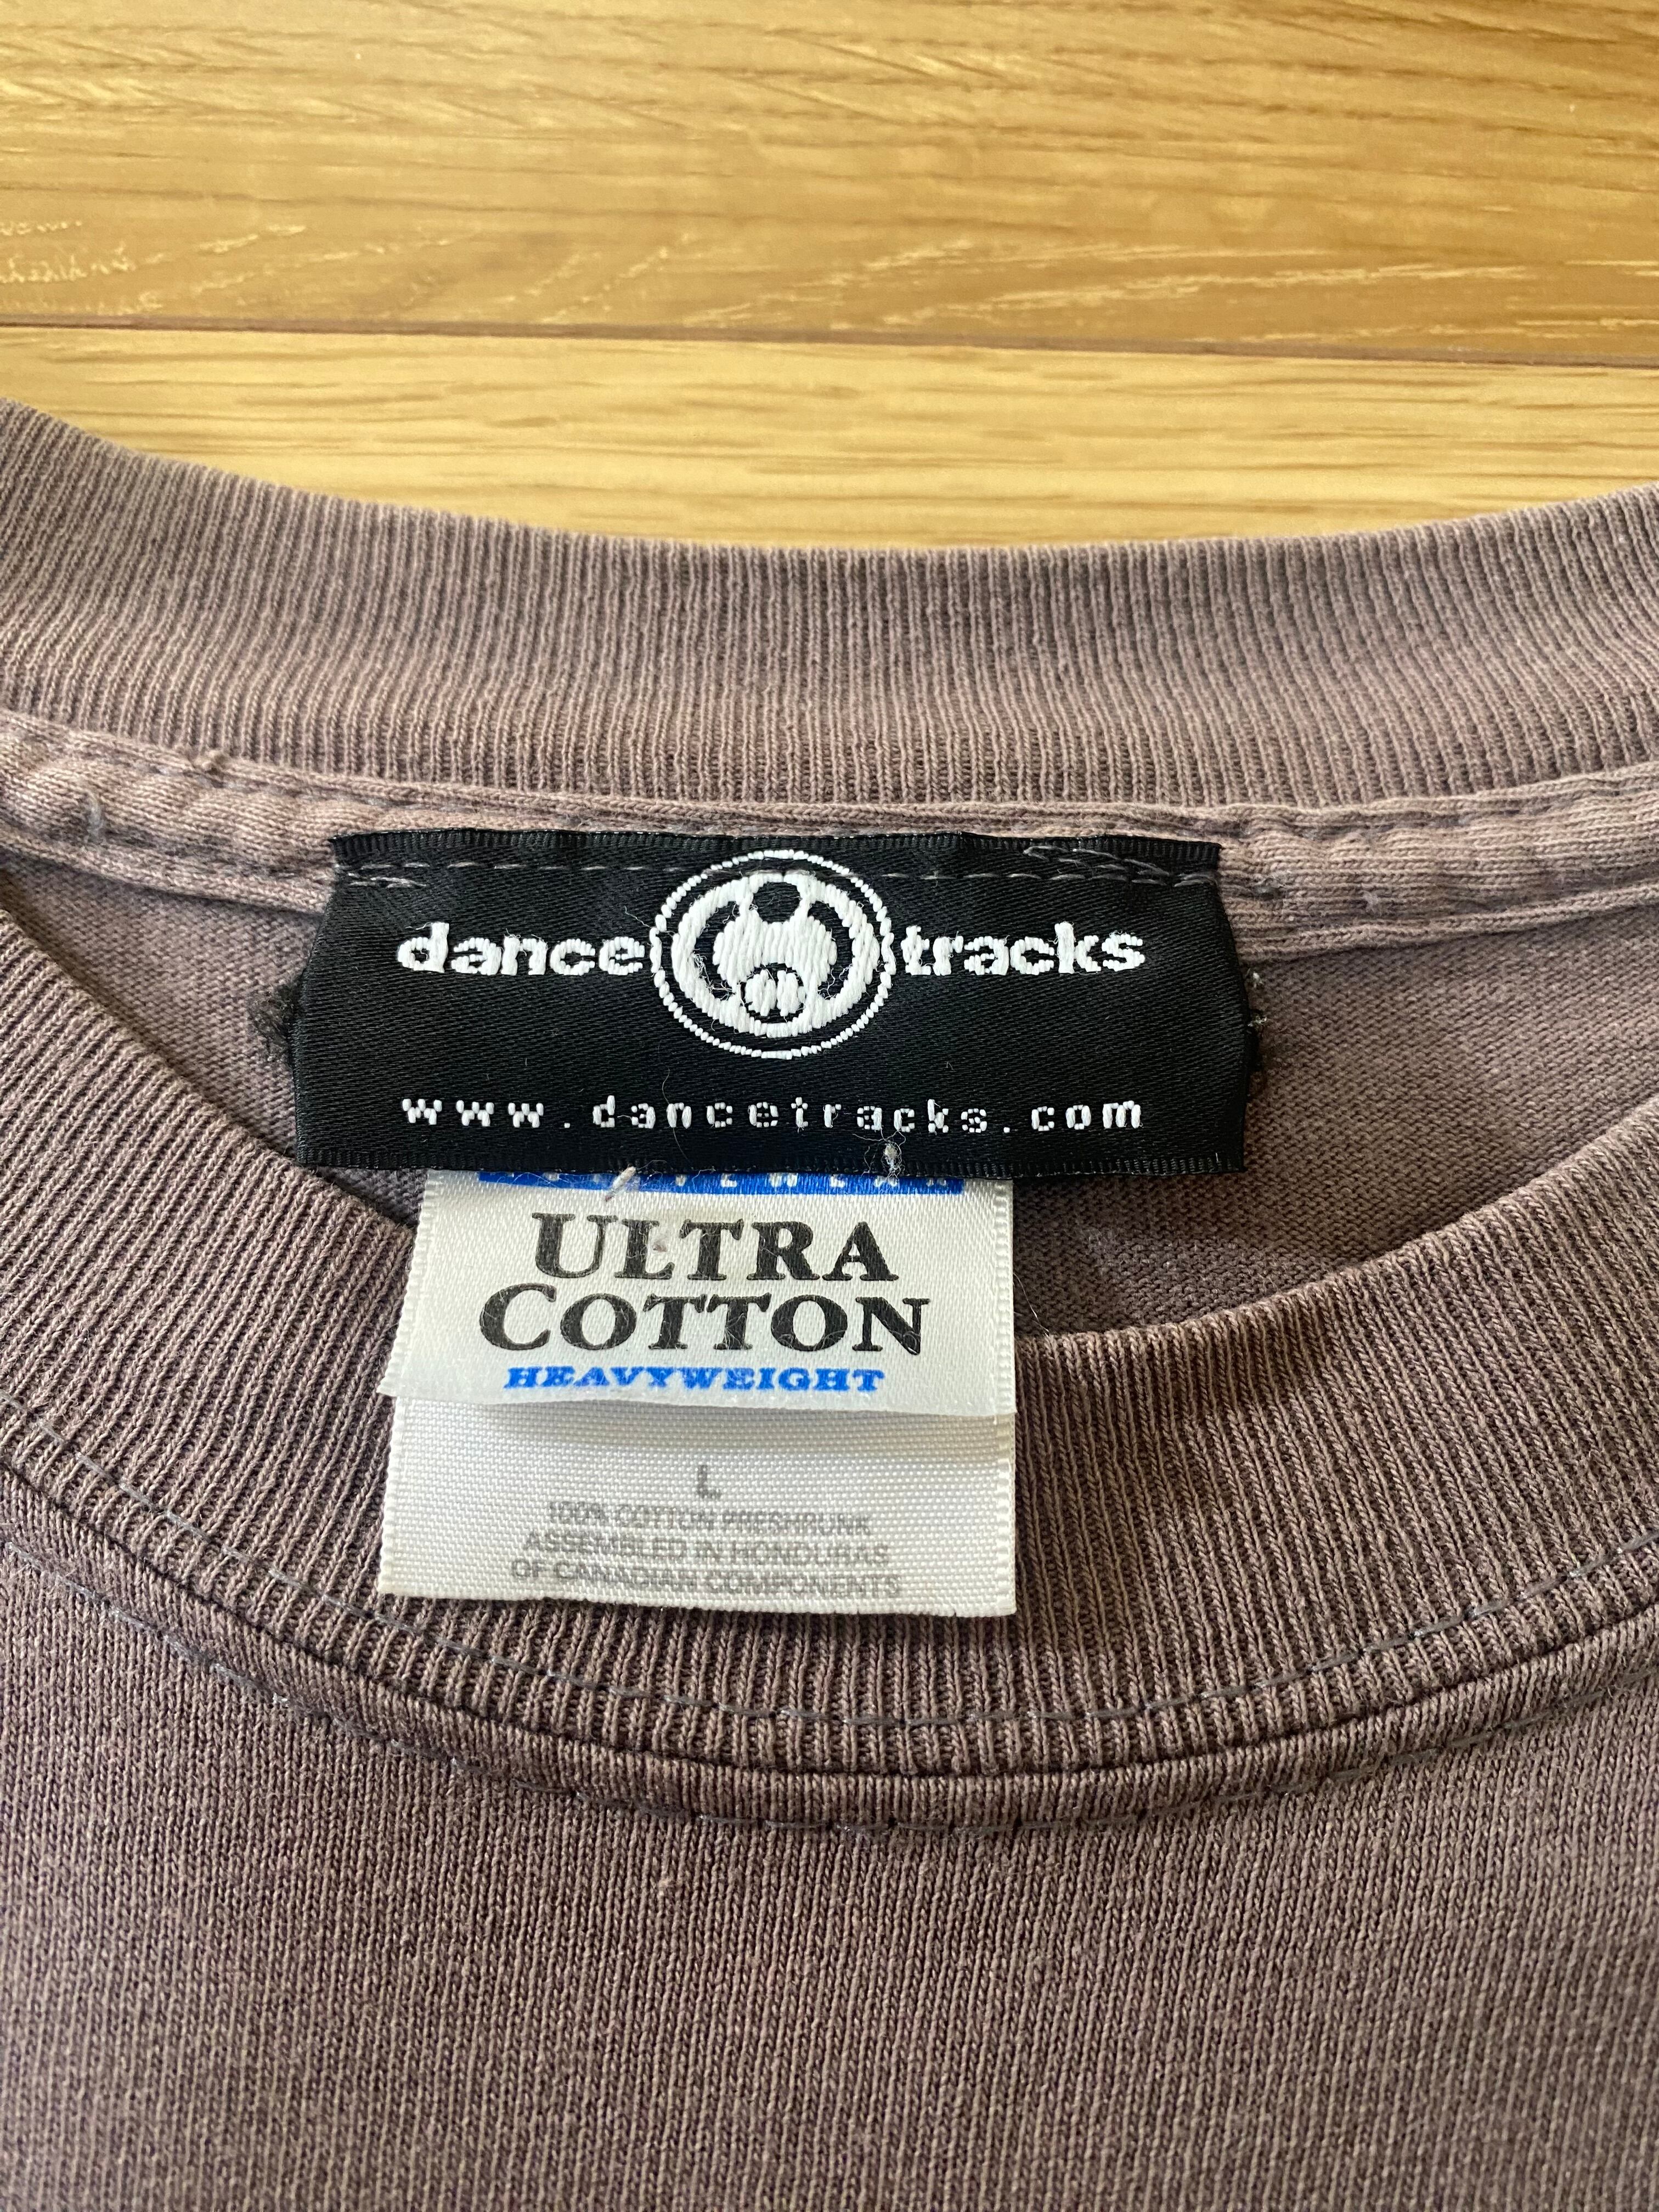 dance tracks
www.dancetracks.com
ULTRA
COTTON
HEAVYWEIGHT
L
100% COTTON PRESHRUNK
ASSEMBLED IN HONDURAS
OF CANADIAN COMPONENTS